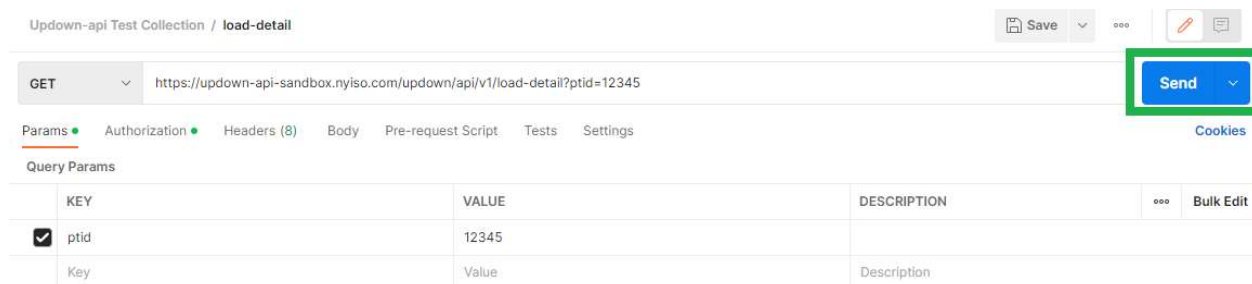 Updown-api Test Collection / load-detail Save ooo
GET https://updown-api-sandbox.nyiso.com/updown/api/v1/load-detail?ptid=12345 Send
Params Authorization Headers (8) Body Pre-request Script Tests Settings Cookies
Query Params
KEY VALUE DESCRIPTION ooo Bulk Edit
ptid 12345
Key Value Description